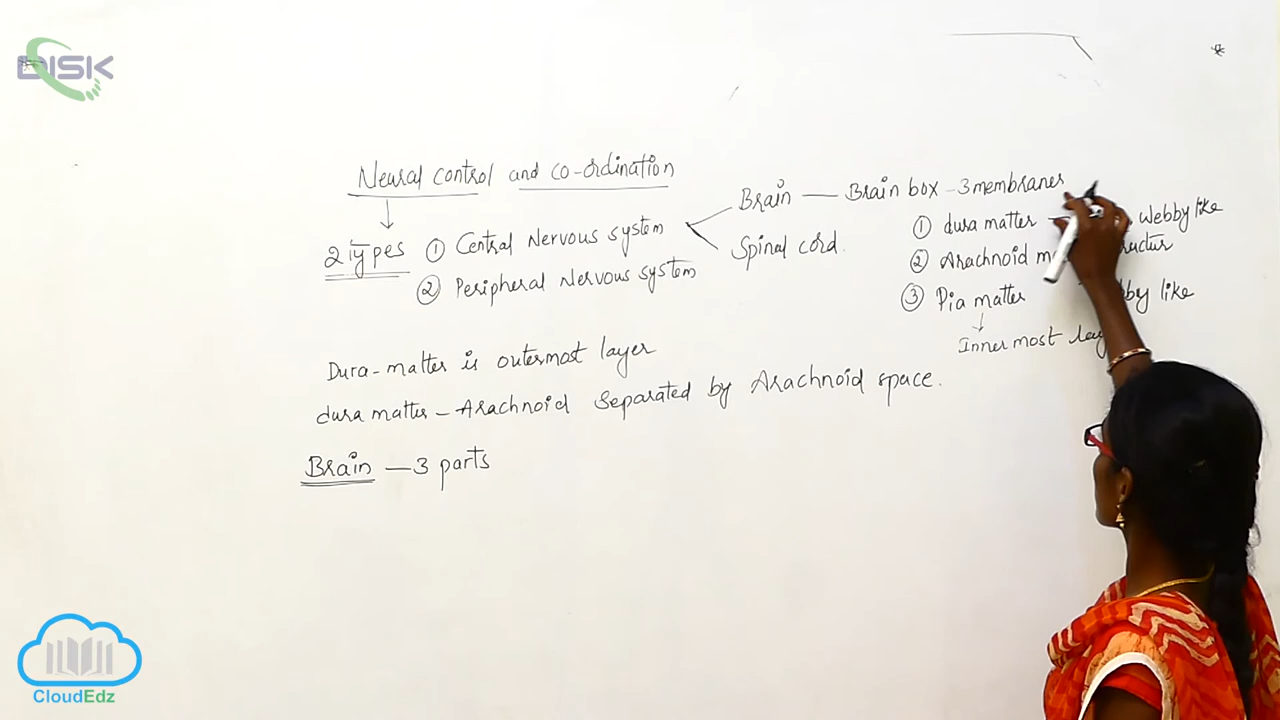 DISK
Neural control and co-ordination
2 Types
① Central Nervous system
② Peripheral Nervous system
Brain — Brain box - 3 membranes
Spinal cord.
① dura matter
webby like
② Arachnoid
③ Pia matter
like
Inner most
Dura-matter is outermost layer
dura matter - Arachnoid separated by Arachnoid space.
Brain — 3 parts
CloudEdz